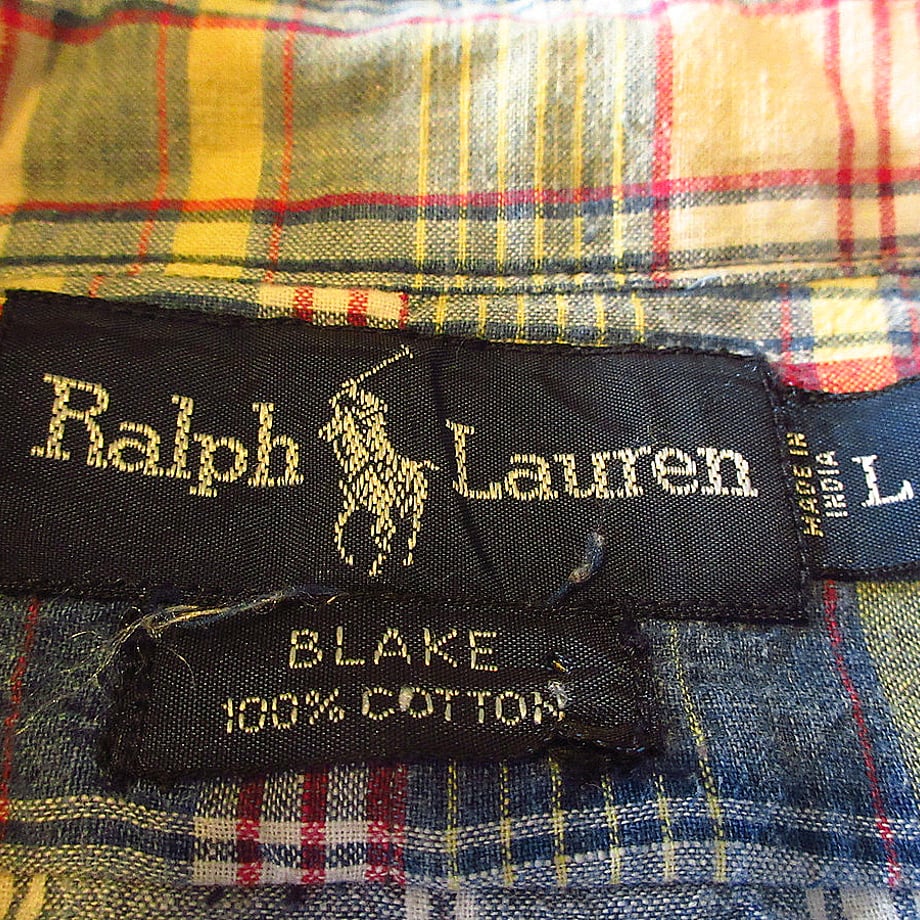 Ralph Lauren
MADE IN
INDIA
L
BLAKE
100% COTTON